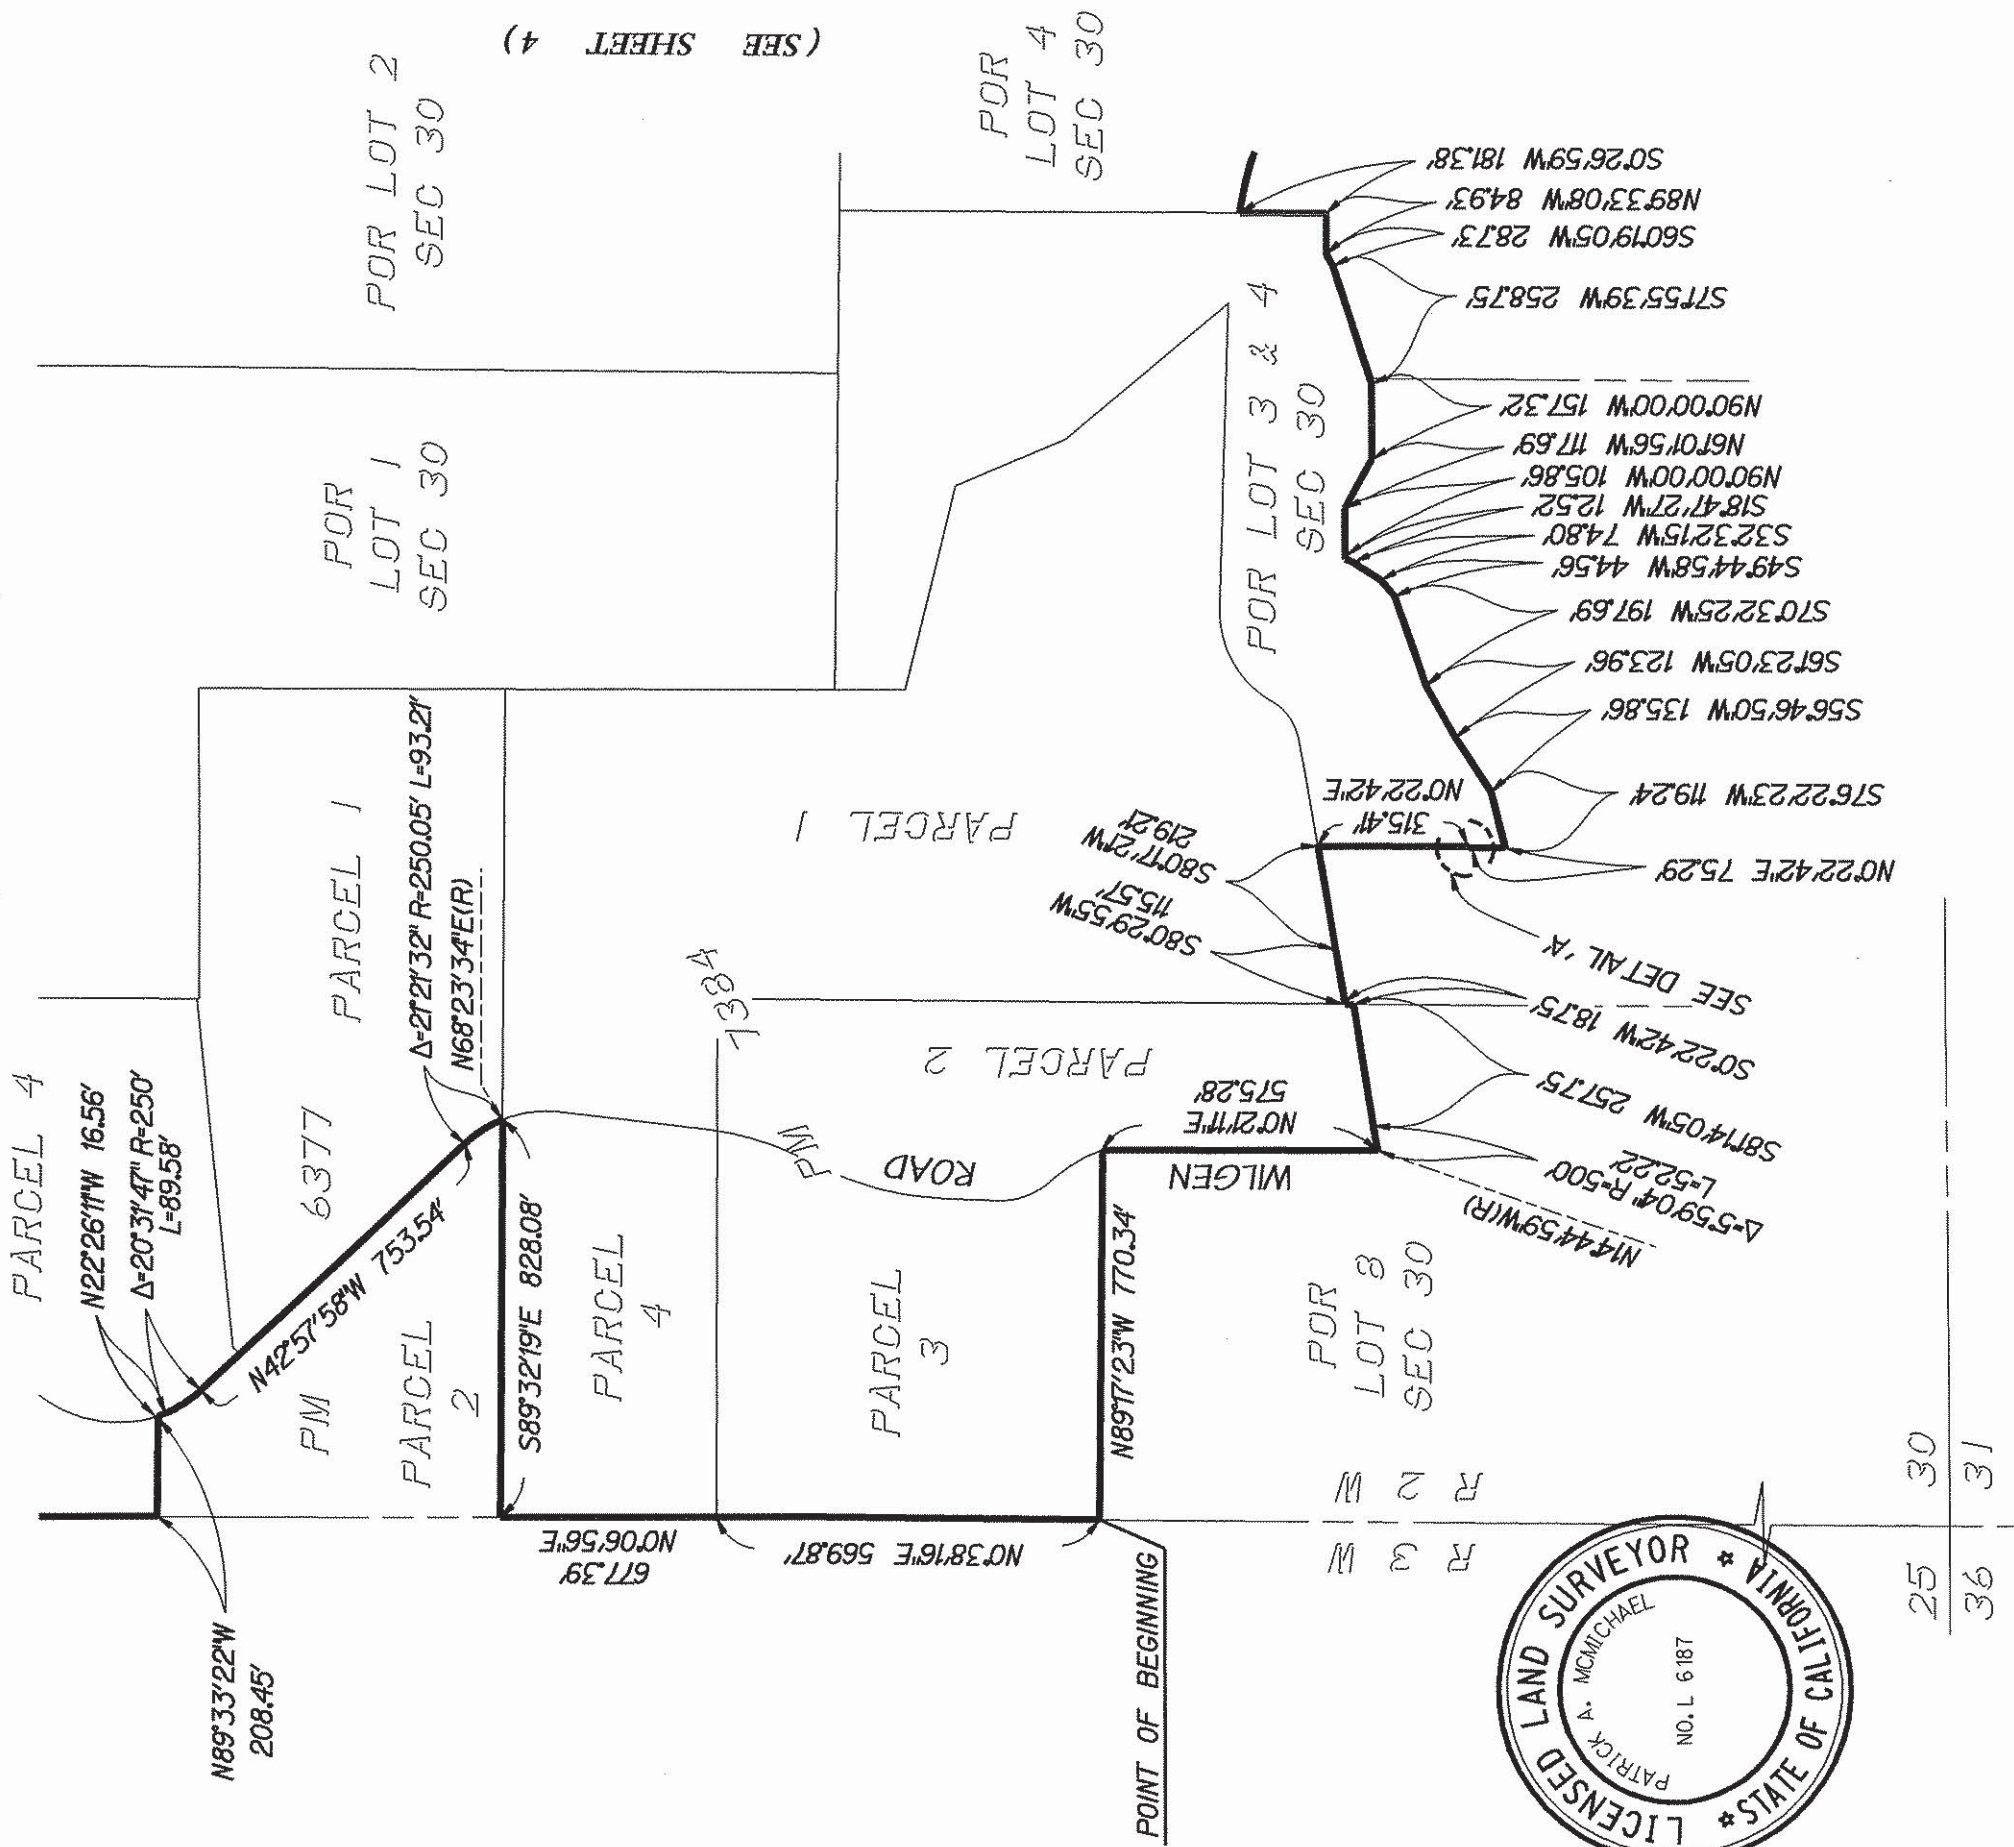 (SEE SHEET 4)
POR LOT 2
SEC 30
POR
LOT 4
SEC 30
POR
LOT 1
SEC 30
POR LOT 3 & 4
SEC 30
S0°26'59"W 181.38'
N89°33'08"W 84.93'
S60°19'05"W 28.73'
S71°55'39"W 258.75'
N90°00'00"W 157.32'
N61°01'56"W 117.69'
N90°00'00"W 105.86'
S18°47'27"W 12.52'
S32°32'15"W 74.80'
S49°44'58"W 44.56'
S70°32'25"W 197.69'
S61°23'05"W 123.96'
S56°46'50"W 135.86'
S76°22'23"W 119.24'
N0°22'42"E 75.29'
N0°22'42"E
315.41'
SEE DETAIL 'A'
S80°17'21"W
219.21'
S80°29'55"W
115.57'
S0°22'42"W 18.75'
S81°14'05"W 257.75'
Δ=5°59'04" R=500'
L=52.22'
N14°44'59"W(R)
PARCEL 4
N22°26'11"W 16.56'
Δ=20°31'47" R=250'
L=89.58'
PARCEL 1
Δ=21°21'32" R=250.05' L=93.21'
N68°23'34"E(R)
PARCEL 1
PM 6377
N42°57'58"W 753.54'
PARCEL
2
S89°32'19"E 828.08'
PARCEL
4
PM 7384
PARCEL 2
PARCEL
3
WILGEN ROAD
N0°21'11"E
575.28'
N89°17'23"W 770.34'
POR
LOT 8
SEC 30
N89°33'22"W
208.45'
N0°06'56"E
677.39'
N0°38'16"E 569.87'
POINT OF BEGINNING
R 2 W
R 3 W
25 30
36 31
LICENSED LAND SURVEYOR
PATRICK A. MCMICHAEL
NO. L 6187
STATE OF CALIFORNIA